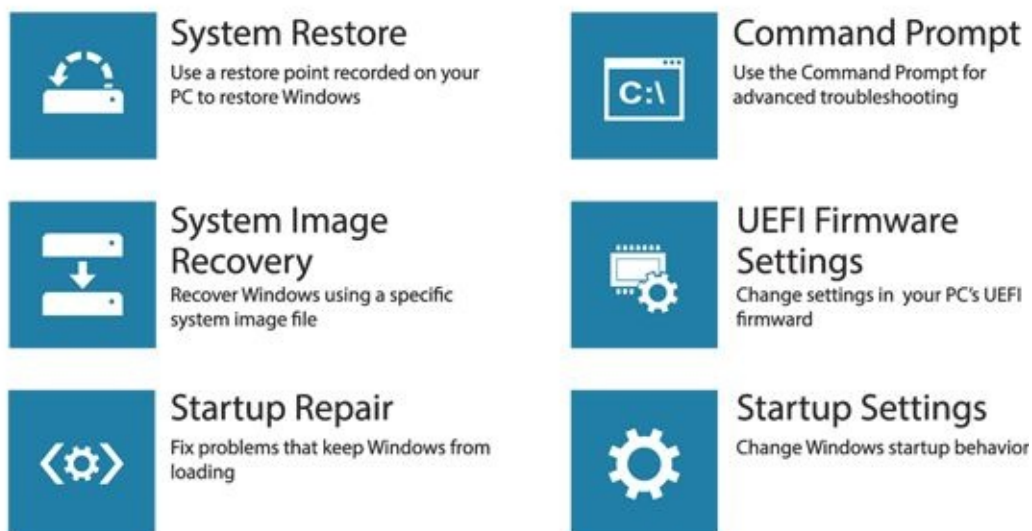 System Restore
Use a restore point recorded on your
PC to restore Windows
Command Prompt
Use the Command Prompt for
advanced troubleshooting
C:\
System Image
Recovery
Recover Windows using a specific
system image file
UEFI Firmware
Settings
Change settings in your PC's UEFI
firmward
Startup Repair
Fix problems that keep Windows from
loading
Startup Settings
Change Windows startup behavior